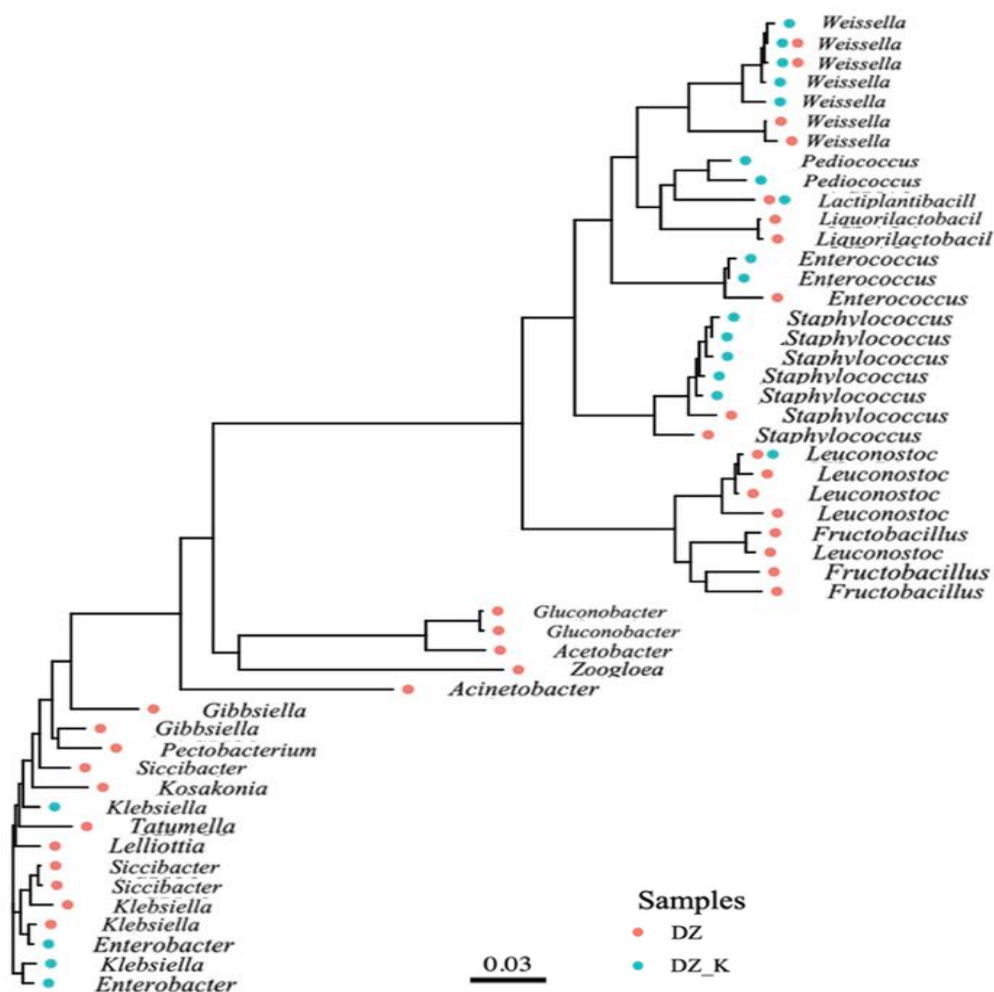 Weissella
Weissella
Weissella
Weissella
Weissella
Weissella
Weissella
Pediococcus
Pediococcus
Lactiplantibacill
Liquorilactobacil
Liquorilactobacil
Enterococcus
Enterococcus
Enterococcus
Staphylococcus
Staphylococcus
Staphylococcus
Staphylococcus
Staphylococcus
Staphylococcus
Staphylococcus
Leuconostoc
Leuconostoc
Leuconostoc
Leuconostoc
Fructobacillus
Leuconostoc
Fructobacillus
Fructobacillus
Gluconobacter
Gluconobacter
Acetobacter
Zoogloea
Acinetobacter
Gibbsiella
Gibbsiella
Pectobacterium
Siccibacter
Kosakonia
Klebsiella
Tatumella
Lelliottia
Siccibacter
Siccibacter
Klebsiella
Klebsiella
Enterobacter
Klebsiella
Enterobacter
Samples
DZ
DZ_K
0.03